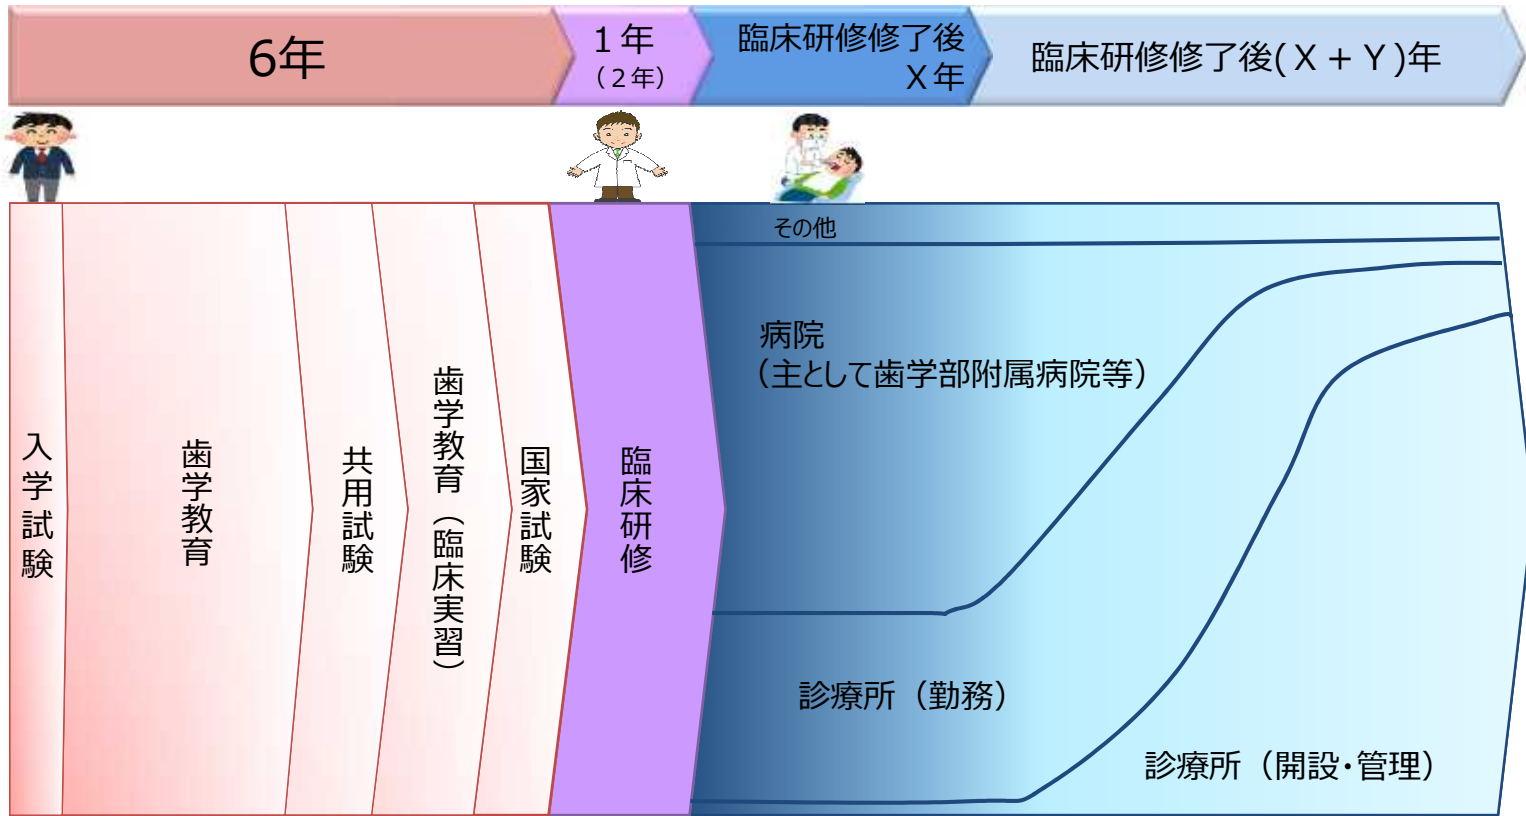 6年
１年
（２年）
臨床研修修了後
Ｘ年
臨床研修修了後(Ｘ＋Ｙ)年
入学試験
歯学教育
共用試験
歯学教育（臨床実習）
国家試験
臨床研修
その他
病院
（主として歯学部附属病院等）
診療所（勤務）
診療所（開設・管理）